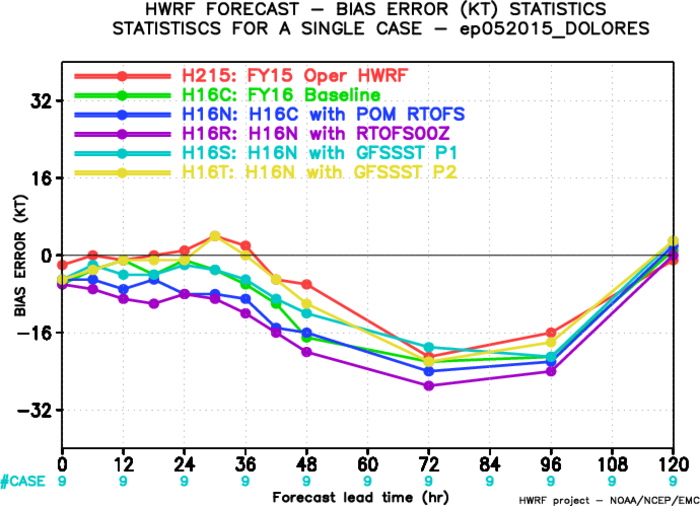 HWRF FORECAST – BIAS ERROR (KT) STATISTICS
STATISTISCS FOR A SINGLE CASE – ep052015_DOLORES
H215: FY15 Oper HWRF
H16C: FY16 Baseline
H16N: H16C with POM RTOFS
H16R: H16N with RTOFS00Z
H16S: H16N with GFSSST P1
H16T: H16N with GFSSST P2
BIAS ERROR (KT)
32
16
0
–16
–32
0 12 24 36 48 60 72 84 96 108 120
#CASE 9 9 9 9 9 9 9 9 9 9 9
Forecast lead time (hr)
HWRF project – NOAA/NCEP/EMC